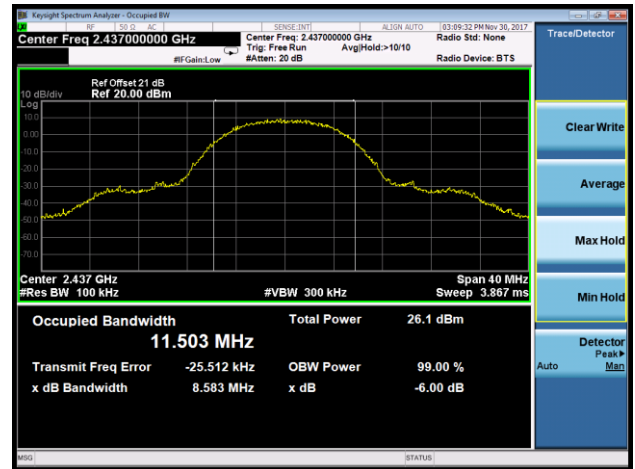 Keysight Spectrum Analyzer - Occupied BW
RF 50 Ω AC SENSE:INT ALIGN AUTO 03:09:32 PM Nov 30, 2017
Center Freq 2.437000000 GHz Center Freq: 2.437000000 GHz Radio Std: None Trace/Detector
Trig: Free Run Avg|Hold:>10/10
#IFGain:Low #Atten: 20 dB Radio Device: BTS
Ref Offset 21 dB
10 dB/div Ref 20.00 dBm
Log
10.0
0.00
-10.0
-20.0
-30.0
-40.0
-50.0
-60.0
-70.0
Center 2.437 GHz Span 40 MHz
#Res BW 100 kHz #VBW 300 kHz Sweep 3.867 ms
Occupied Bandwidth Total Power 26.1 dBm
11.503 MHz
Transmit Freq Error -25.512 kHz OBW Power 99.00 %
x dB Bandwidth 8.583 MHz x dB -6.00 dB
Clear Write
Average
Max Hold
Min Hold
Detector
Peak▶
Auto Man
MSG STATUS